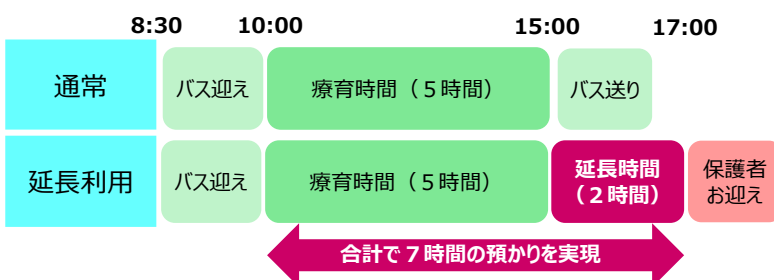 8:30 10:00 15:00 17:00
通常 バス迎え 療育時間（５時間） バス送り
延長利用 バス迎え 療育時間（５時間） 延長時間 保護者
（２時間） お迎え
合計で７時間の預かりを実現